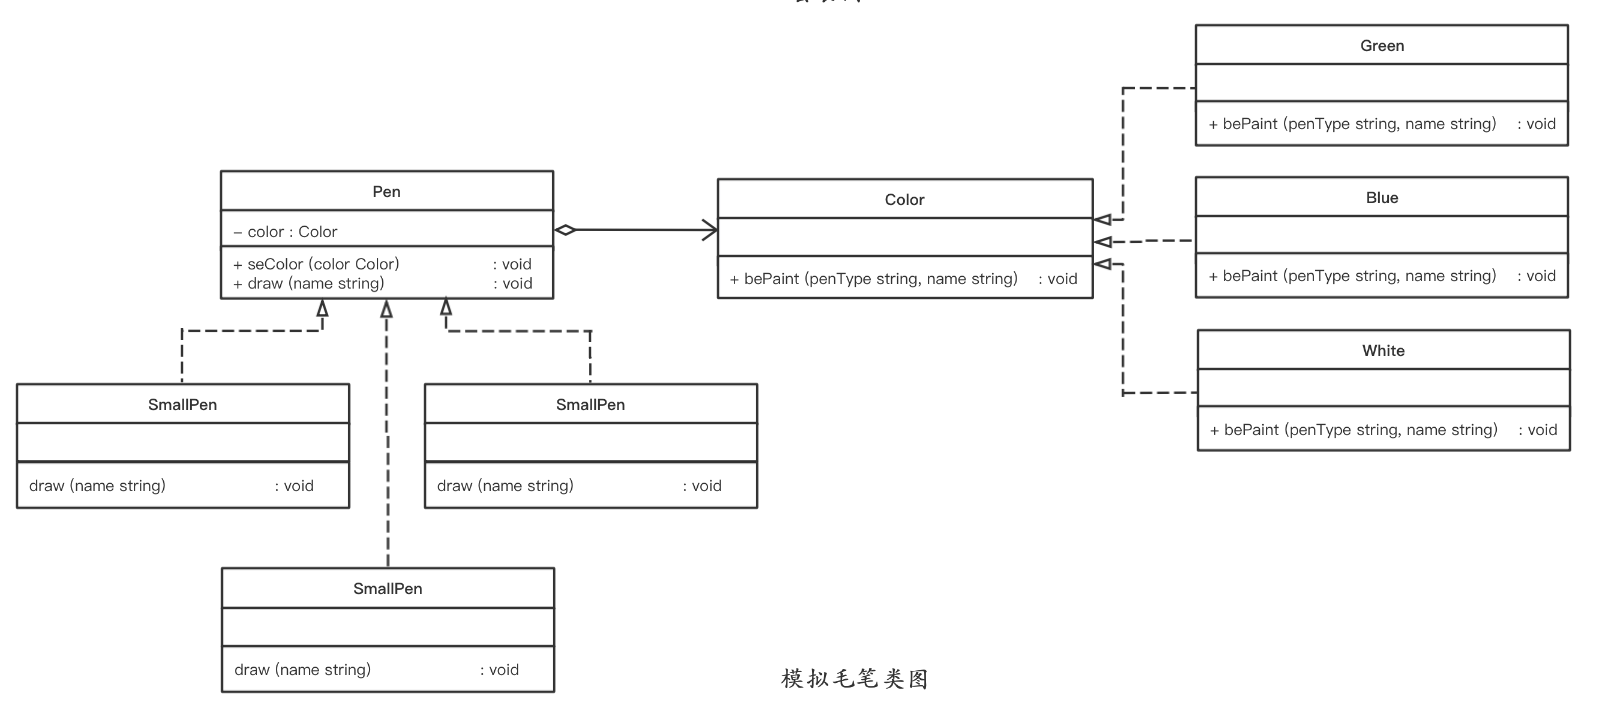 Green
+ bePaint (penType string, name string) : void
Pen
- color : Color
+ seColor (color Color) : void
+ draw (name string) : void
Color
+ bePaint (penType string, name string) : void
Blue
+ bePaint (penType string, name string) : void
White
+ bePaint (penType string, name string) : void
SmallPen
draw (name string) : void
SmallPen
draw (name string) : void
SmallPen
draw (name string) : void
模拟毛笔类图